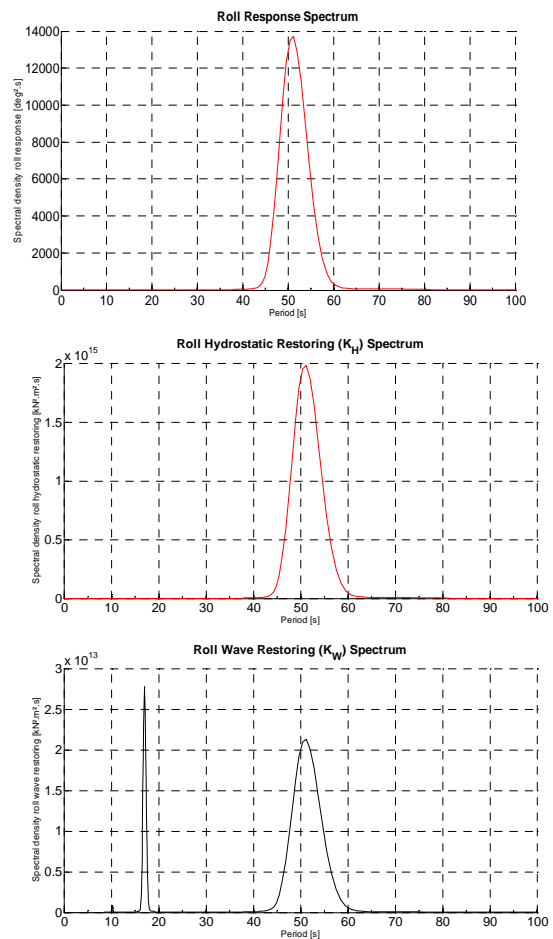 Roll Response Spectrum
Spectral density roll response [deg².s]
14000
12000
10000
8000
6000
4000
2000
0
0 10 20 30 40 50 60 70 80 90 100
Period [s]
Roll Hydrostatic Restoring (K_H) Spectrum
x 10^15
Spectral density roll hydrostatic restoring [kN².m².s]
2
1.5
1
0.5
0
0 10 20 30 40 50 60 70 80 90 100
Period [s]
Roll Wave Restoring (K_W) Spectrum
x 10^13
Spectral density roll wave restoring [kN².m².s]
3
2.5
2
1.5
1
0.5
0
0 10 20 30 40 50 60 70 80 90 100
Period [s]